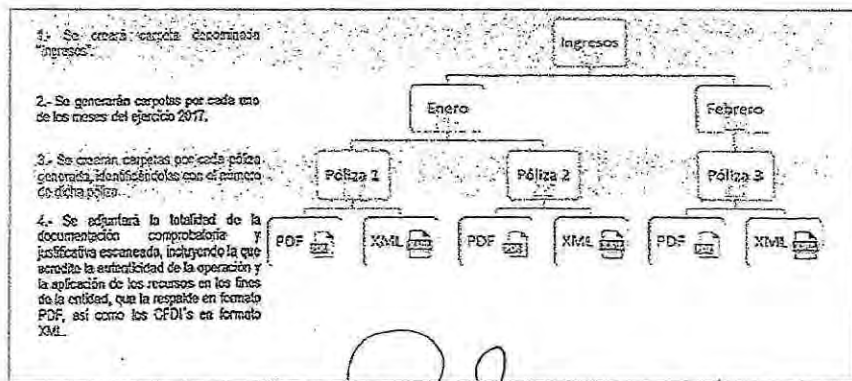 1.- Se creará carpeta denominada
"Ingresos".
2.- Se generarán carpetas por cada uno
de los meses del ejercicio 2017.
3.- Se crearán carpetas por cada póliza
generada, identificándolas con el número
de dicha póliza.
4.- Se adjuntará la totalidad de la
documentación comprobatoria y
justificativa escaneada, incluyendo la que
acredite la autenticidad de la operación y
la aplicación de los recursos en los fines
de la entidad, que la respalde en formato
PDF, así como los CFDI's en formato
XML.
Ingresos
Enero Febrero
Póliza 1 Póliza 2 Póliza 3
PDF XML PDF XML PDF XML